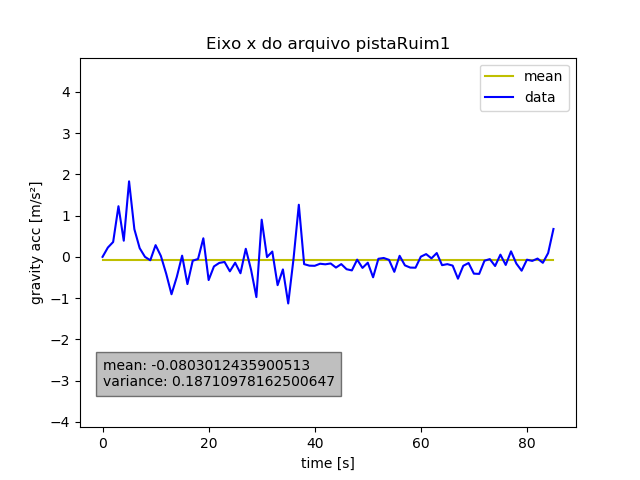 Eixo x do arquivo pistaRuim1
mean
data
gravity acc [m/s²]
4
3
2
1
0
−1
−2
−3
−4
mean: -0.0803012435900513
variance: 0.18710978162500647
0
20
40
60
80
time [s]